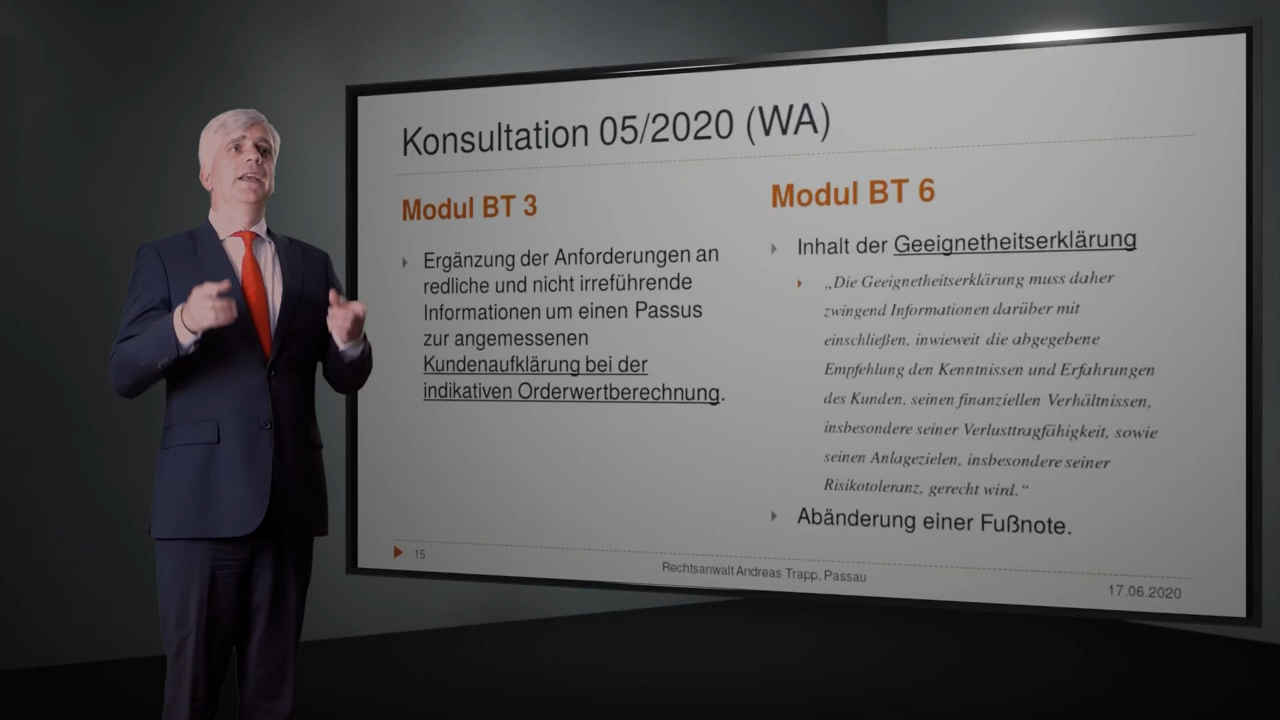 Konsultation 05/2020 (WA)
Modul BT 3
Ergänzung der Anforderungen an
redliche und nicht irreführende
Informationen um einen Passus
zur angemessenen
Kundenaufklärung bei der
indikativen Orderwertberechnung.
Modul BT 6
Inhalt der Geeignetheitserklärung
„Die Geeignetheitserklärung muss daher
zwingend Informationen darüber mit
einschließen, inwieweit die abgegebene
Empfehlung den Kenntnissen und Erfahrungen
des Kunden, seinen finanziellen Verhältnissen,
insbesondere seiner Verlusttragfähigkeit, sowie
seinen Anlagezielen, insbesondere seiner
Risikotoleranz, gerecht wird.“
Abänderung einer Fußnote.
15
Rechtsanwalt Andreas Trapp, Passau
17.06.2020